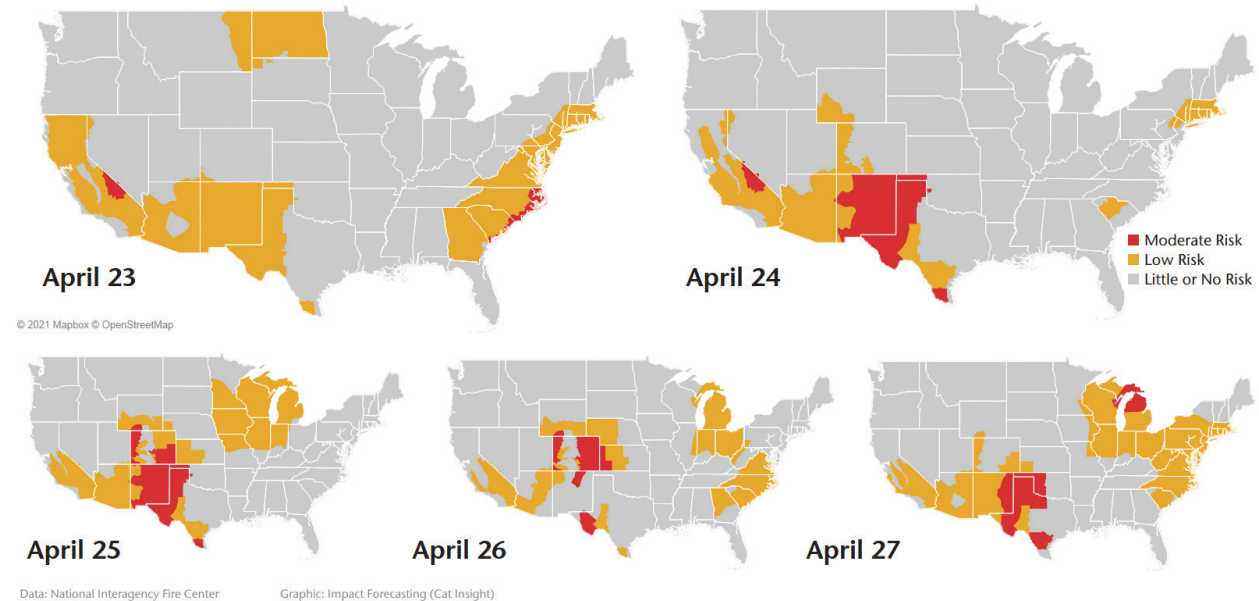 April 23
April 24
Moderate Risk
Low Risk
Little or No Risk
© 2021 Mapbox © OpenStreetMap
April 25
April 26
April 27
Data: National Interagency Fire Center
Graphic: Impact Forecasting (Cat Insight)